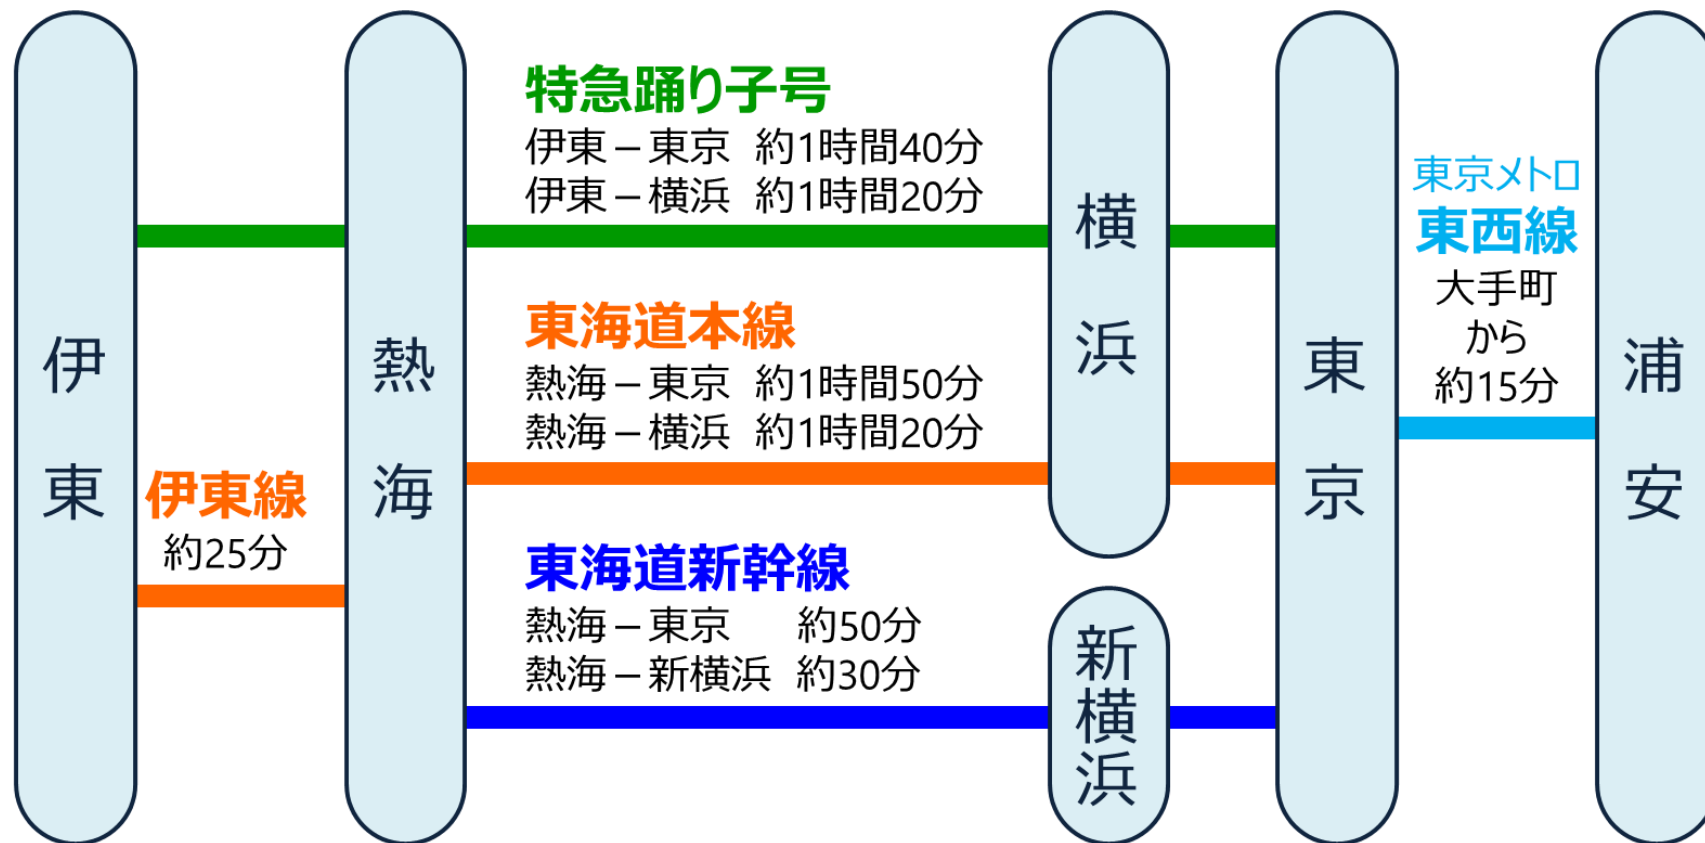 伊東
熱海
横浜
新横浜
東京
浦安
特急踊り子号
伊東－東京 約1時間40分
伊東－横浜 約1時間20分
東海道本線
熱海－東京 約1時間50分
熱海－横浜 約1時間20分
東海道新幹線
熱海－東京 約50分
熱海－新横浜 約30分
伊東線
約25分
東京メトロ
東西線
大手町
から
約15分